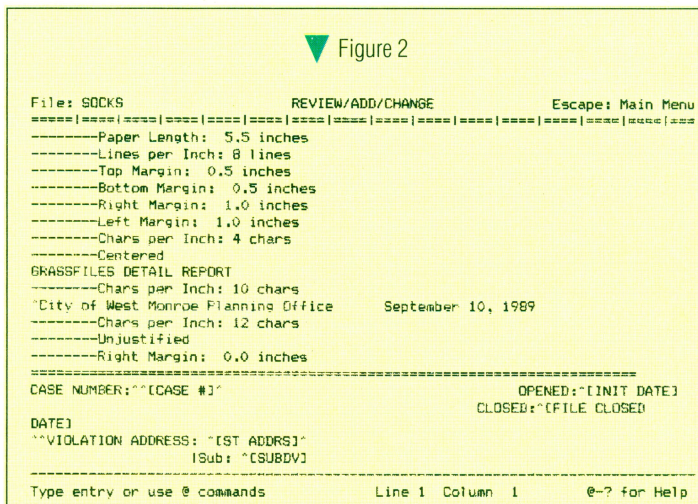 Figure 2
File: SOCKS REVIEW/ADD/CHANGE Escape: Main Menu
=====|====|====|====|====|====|====|====|====|====|====|====|====|====|====|===
--------Paper Length: 5.5 inches
--------Lines per Inch: 8 lines
--------Top Margin: 0.5 inches
--------Bottom Margin: 0.5 inches
--------Right Margin: 1.0 inches
--------Left Margin: 1.0 inches
--------Chars per Inch: 4 chars
--------Centered
GRASSFILES DETAIL REPORT
--------Chars per Inch: 10 chars
^City of West Monroe Planning Office September 10, 1989
--------Chars per Inch: 12 chars
--------Unjustified
--------Right Margin: 0.0 inches
===========================================================================
CASE NUMBER:^^[CASE #]^ OPENED:^[INIT DATE]
CLOSED:^[FILE CLOSED
DATE]
^^VIOLATION ADDRESS: ^[ST ADDRS]^
|Sub: ^[SUBDV]
-------------------------------------------------------------------------------
Type entry or use @ commands Line 1 Column 1 @-? for Help